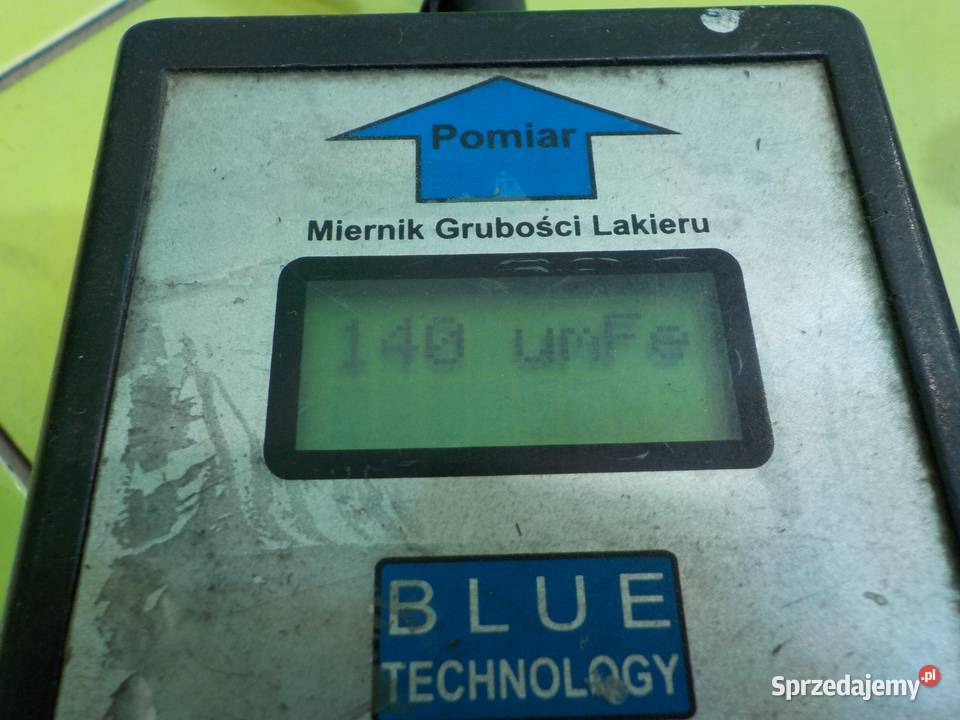 Pomiar
Miernik Grubości Lakieru
140 umFe
BLUE
TECHNOLOGY
Sprzedajemy.pl